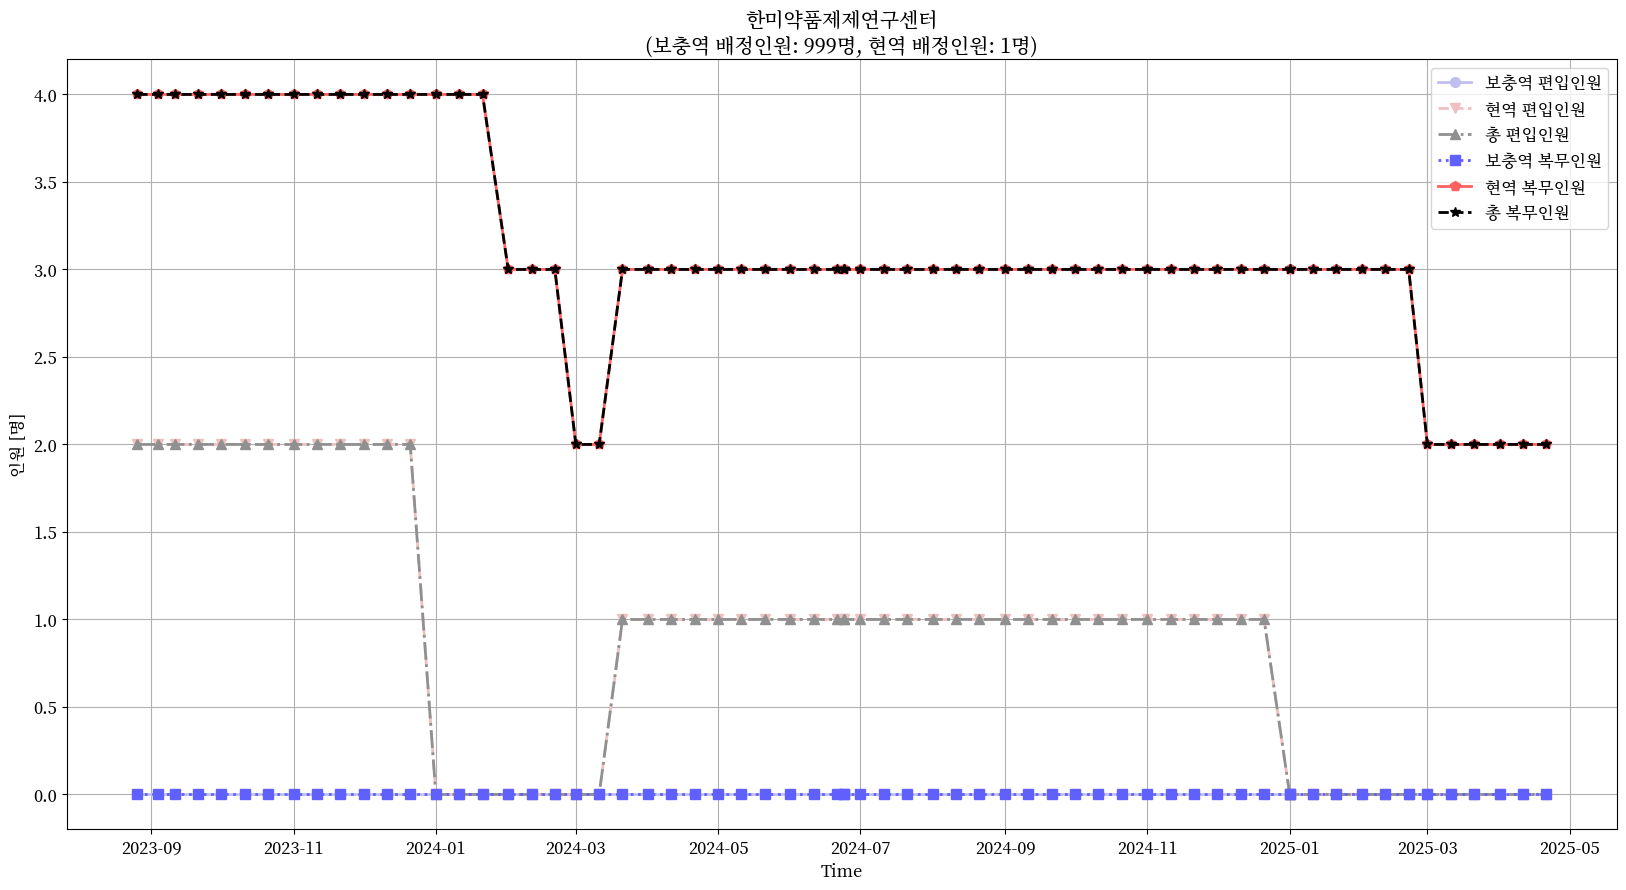 한미약품제제연구센터
(보충역 배정인원: 999명, 현역 배정인원: 1명)
보충역 편입인원
현역 편입인원
총 편입인원
보충역 복무인원
현역 복무인원
총 복무인원
4.0
3.5
3.0
2.5
2.0
1.5
1.0
0.5
0.0
인원 [명]
2023-09
2023-11
2024-01
2024-03
2024-05
2024-07
2024-09
2024-11
2025-01
2025-03
2025-05
Time